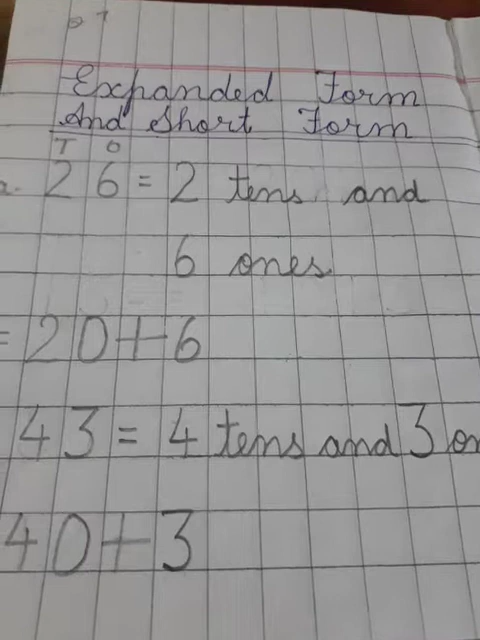 Expanded Form
And Short Form
T O
a. 26 = 2 tens and
6 ones
= 20+6
43 = 4 tens and 3 on
40+3